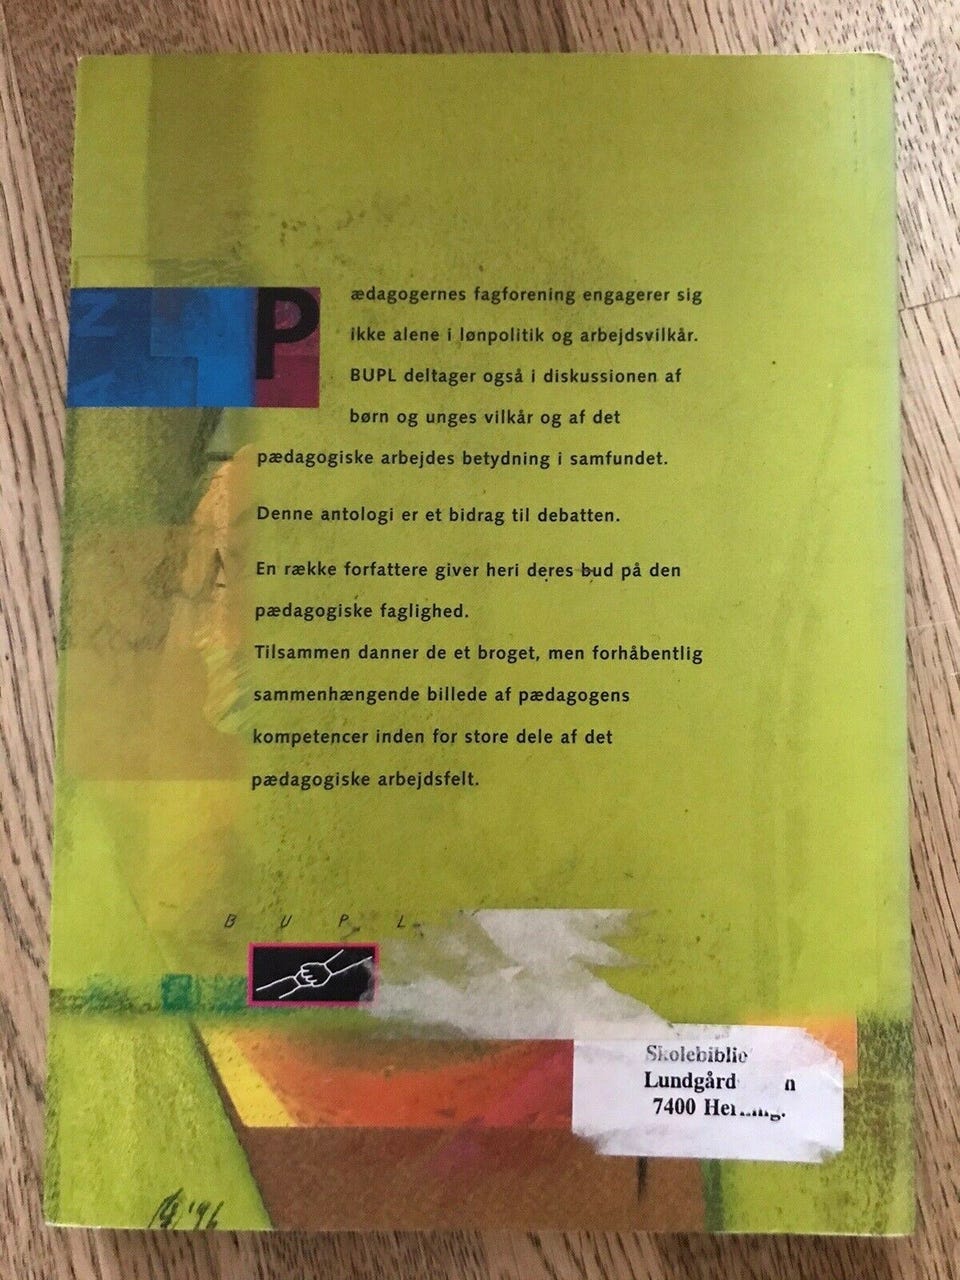 Pædagogernes fagforening engagerer sig
ikke alene i lønpolitik og arbejdsvilkår.
BUPL deltager også i diskussionen af
børn og unges vilkår og af det
pædagogiske arbejdes betydning i samfundet.
Denne antologi er et bidrag til debatten.
En række forfattere giver heri deres bud på den
pædagogiske faglighed.
Tilsammen danner de et broget, men forhåbentlig
sammenhængende billede af pædagogens
kompetencer inden for store dele af det
pædagogiske arbejdsfelt.
B U P L
Skolebiblio
Lundgård n
7400
'96